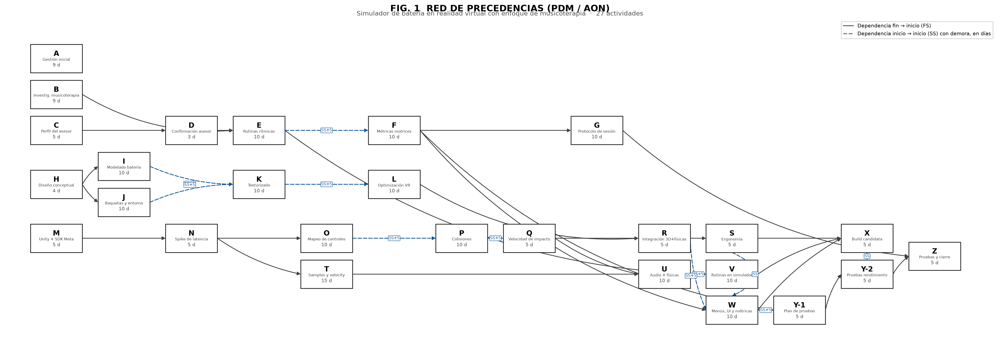 FIG. 1 RED DE PRECEDENCIAS (PDM / AON)
Simulador de batería en realidad virtual con enfoque de musicoterapia · 27 actividades
Dependencia fin → inicio (FS)
Dependencia inicio → inicio (SS) con demora, en días
A
Gestión inicial
9 d
B
Investig. musicoterapia
9 d
C
Perfil del asesor
5 d
D
Confirmación asesor
3 d
E
Rutinas rítmicas
10 d
SS+5
F
Métricas motrices
10 d
G
Protocolo de sesión
10 d
I
Modelado batería
10 d
H
Diseño conceptual
4 d
J
Baquetas y entorno
10 d
SS+5
K
Texturizado
10 d
SS+5
L
Optimización VR
10 d
M
Unity + SDK Meta
5 d
N
Spike de latencia
5 d
O
Mapeo de controles
10 d
SS+5
P
Colisiones
10 d
SS+5
Q
Velocidad de impacto
5 d
R
Integración 3D+físicas
5 d
S
Ergonomía
5 d
X
Build candidata
5 d
SS
Z
Pruebas y cierre
5 d
T
Samples y velocity
15 d
U
Audio + físicas
10 d
SS+5
V
Rutinas en simulador
10 d
SS
Y-2
Pruebas rendimiento
5 d
W
Menús, UI y métricas
10 d
SS+5
Y-1
Plan de pruebas
5 d